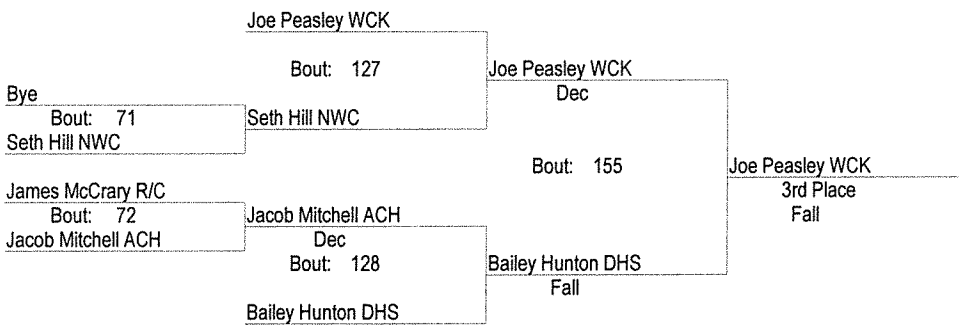 Joe Peasley WCK
Bout: 127
Joe Peasley WCK
Dec
Bye
Bout: 71
Seth Hill NWC
Seth Hill NWC
Bout: 155
Joe Peasley WCK
3rd Place
Fall
James McCrary R/C
Bout: 72
Jacob Mitchell ACH
Jacob Mitchell ACH
Dec
Bout: 128
Bailey Hunton DHS
Fall
Bailey Hunton DHS